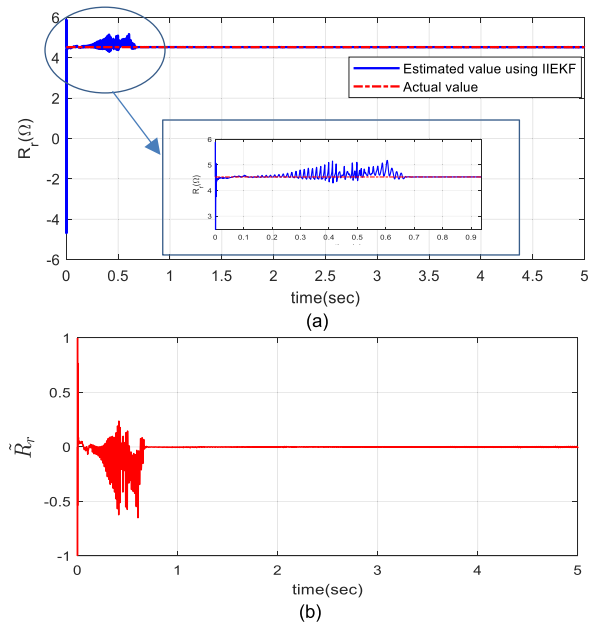 6
4
2
0
-2
-4
-6
R_r(Ω)
Estimated value using IIEKF
Actual value
6
5
4
3
R_r(Ω)
0 0.1 0.2 0.3 0.4 0.5 0.6 0.7 0.8 0.9
0 0.5 1 1.5 2 2.5 3 3.5 4 4.5 5
time(sec)
(a)
1
0.5
0
-0.5
-1
R̃_r
0 1 2 3 4 5
time(sec)
(b)